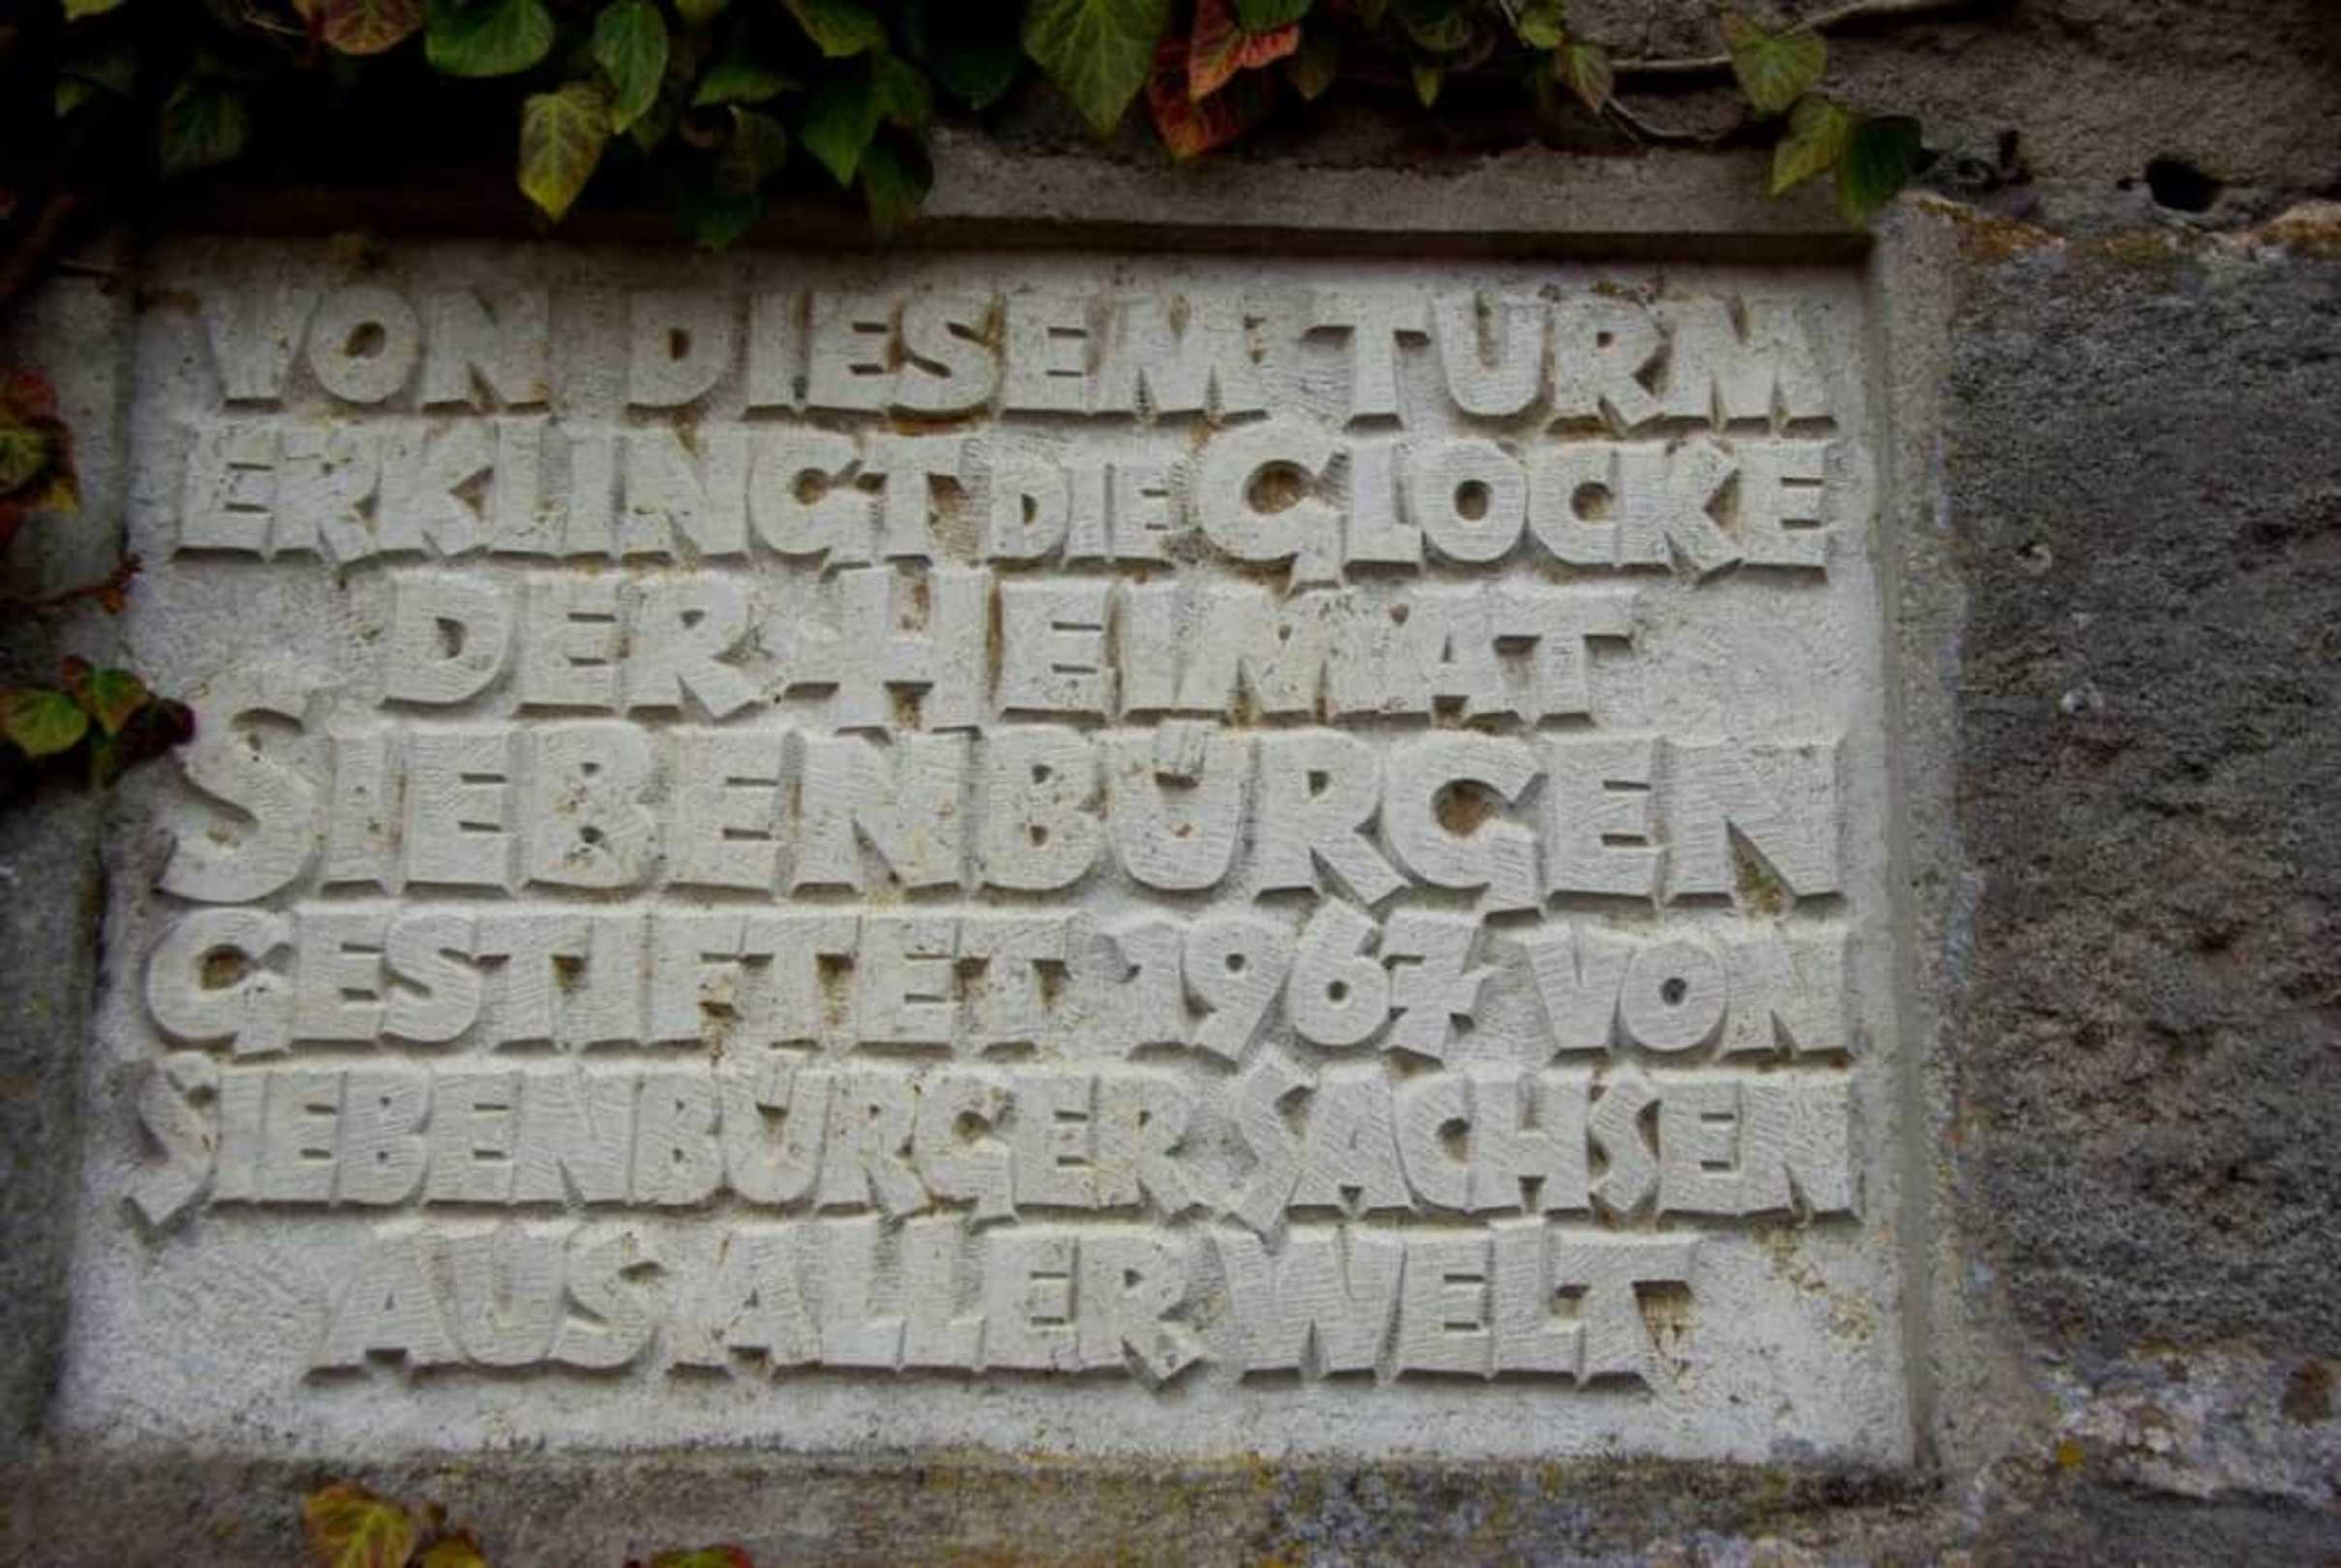 VON DIESEM TURM
ERKLINGT DIE GLOCKE
DER HEIMAT
SIEBENBÜRGEN
GESTIFTET 1967 VON
SIEBENBÜRGER SACHSEN
AUS ALLER WELT